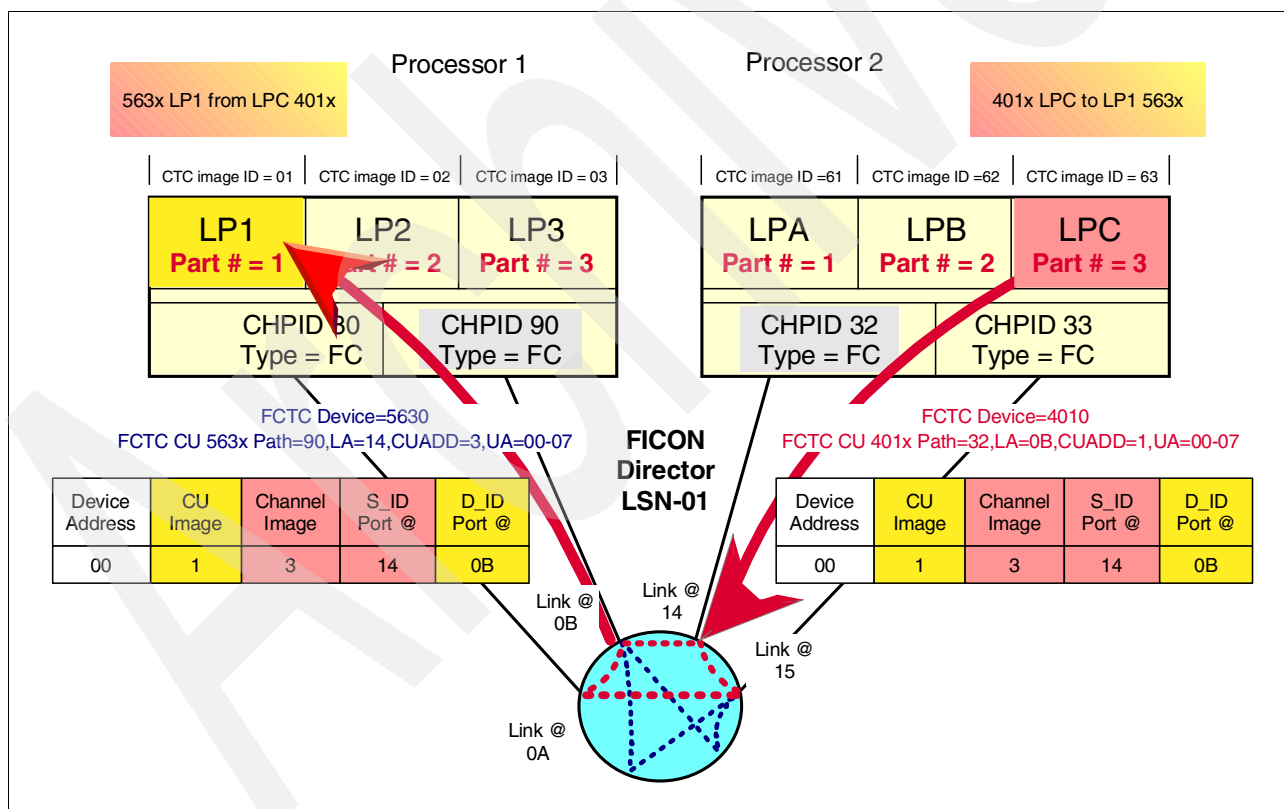 Processor 1
Processor 2
563x LP1 from LPC 401x
401x LPC to LP1 563x
CTC image ID = 01
CTC image ID = 02
CTC image ID = 03
CTC image ID =61
CTC image ID =62
CTC image ID = 63
LP1
Part # = 1
LP2
Part # = 2
LP3
Part # = 3
LPA
Part # = 1
LPB
Part # = 2
LPC
Part # = 3
CHPID 80
Type = FC
CHPID 90
Type = FC
CHPID 32
Type = FC
CHPID 33
Type = FC
FCTC Device=5630
FCTC CU 563x Path=90,LA=14,CUADD=3,UA=00-07
FICON
Director
LSN-01
FCTC Device=4010
FCTC CU 401x Path=32,LA=0B,CUADD=1,UA=00-07
Device Address
CU Image
Channel Image
S_ID Port @
D_ID Port @
00 1 3 14 0B
Device Address
CU Image
Channel Image
S_ID Port @
D_ID Port @
00 1 3 14 0B
Link @
0B
Link @
14
Link @
15
Link @
0A